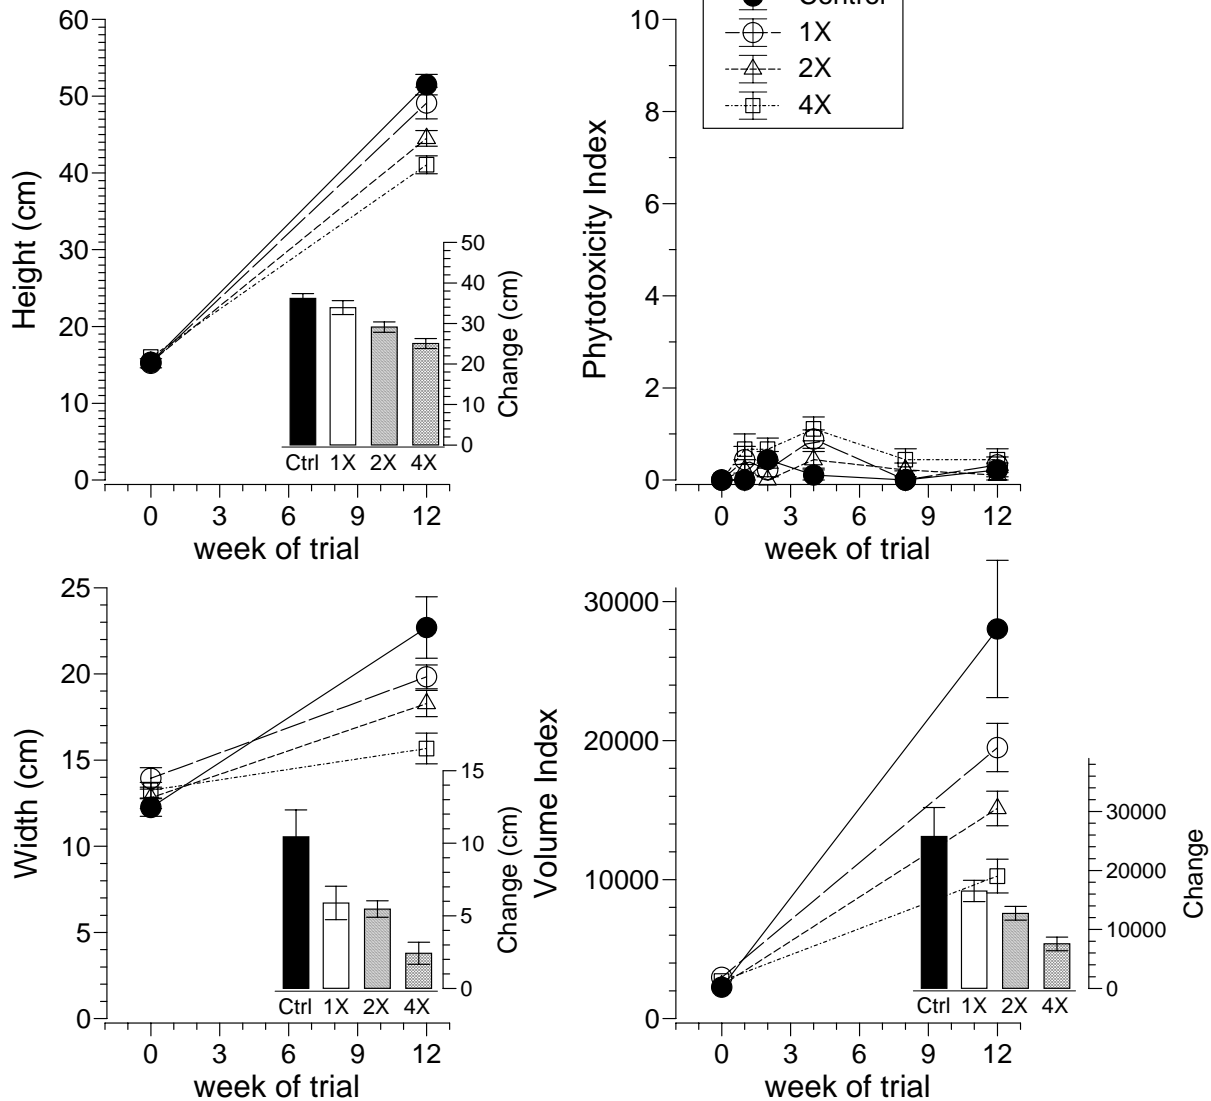 Control
1X
2X
4X
60
50
40
30
20
10
0
Height (cm)
50
40
30
20
10
0
Change (cm)
Ctrl 1X 2X 4X
0 3 6 9 12
week of trial
10
8
6
4
2
0
Phytotoxicity Index
0 3 6 9 12
week of trial
25
20
15
10
5
0
Width (cm)
15
10
5
0
Change (cm)
Ctrl 1X 2X 4X
0 3 6 9 12
week of trial
30000
20000
10000
0
Volume Index
30000
20000
10000
0
Change
Ctrl 1X 2X 4X
0 3 6 9 12
week of trial